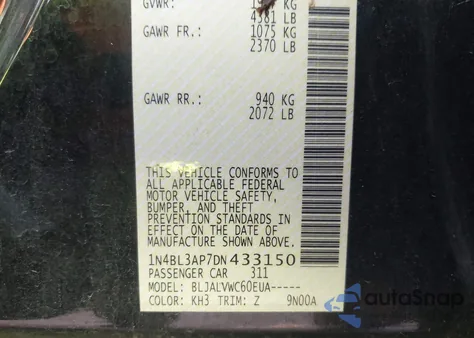 GVWR:
4381 LB
GAWR FR.: 1075 KG
2370 LB
GAWR RR.: 940 KG
2072 LB
THIS VEHICLE CONFORMS TO
ALL APPLICABLE FEDERAL
MOTOR VEHICLE SAFETY,
BUMPER, AND THEFT
PREVENTION STANDARDS IN
EFFECT ON THE DATE OF
MANUFACTURE SHOWN ABOVE.
1N4BL3AP7DN433150
PASSENGER CAR 311
MODEL: BLJALVWC60EUA-----
COLOR: KH3 TRIM: Z 9N00A
autoSnap